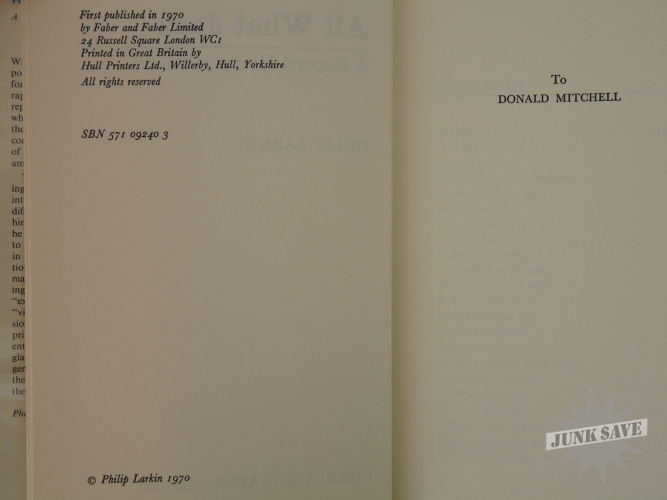 First published in 1970
by Faber and Faber Limited
24 Russell Square London WC1
Printed in Great Britain by
Hull Printers Ltd., Willerby, Hull, Yorkshire
All rights reserved
SBN 571 09240 3
© Philip Larkin 1970
To
DONALD MITCHELL
JUNK $AVE